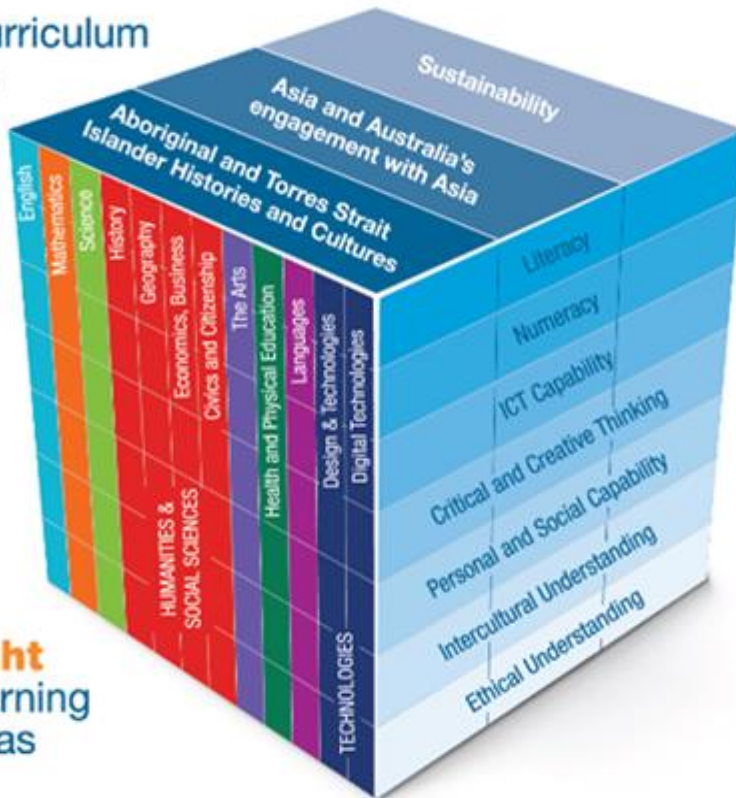 urriculum
Sustainability
Asia and Australia's
engagement with Asia
Aboriginal and Torres Strait
Islander Histories and Cultures
English
Mathematics
Science
History
Geography
Economics, Business
Civics and Citizenship
HUMANITIES &
SOCIAL SCIENCES
The Arts
Health and Physical Education
Languages
Design & Technologies
Digital Technologies
TECHNOLOGIES
Literacy
Numeracy
ICT Capability
Critical and Creative Thinking
Personal and Social Capability
Intercultural Understanding
Ethical Understanding
ht
rning
as